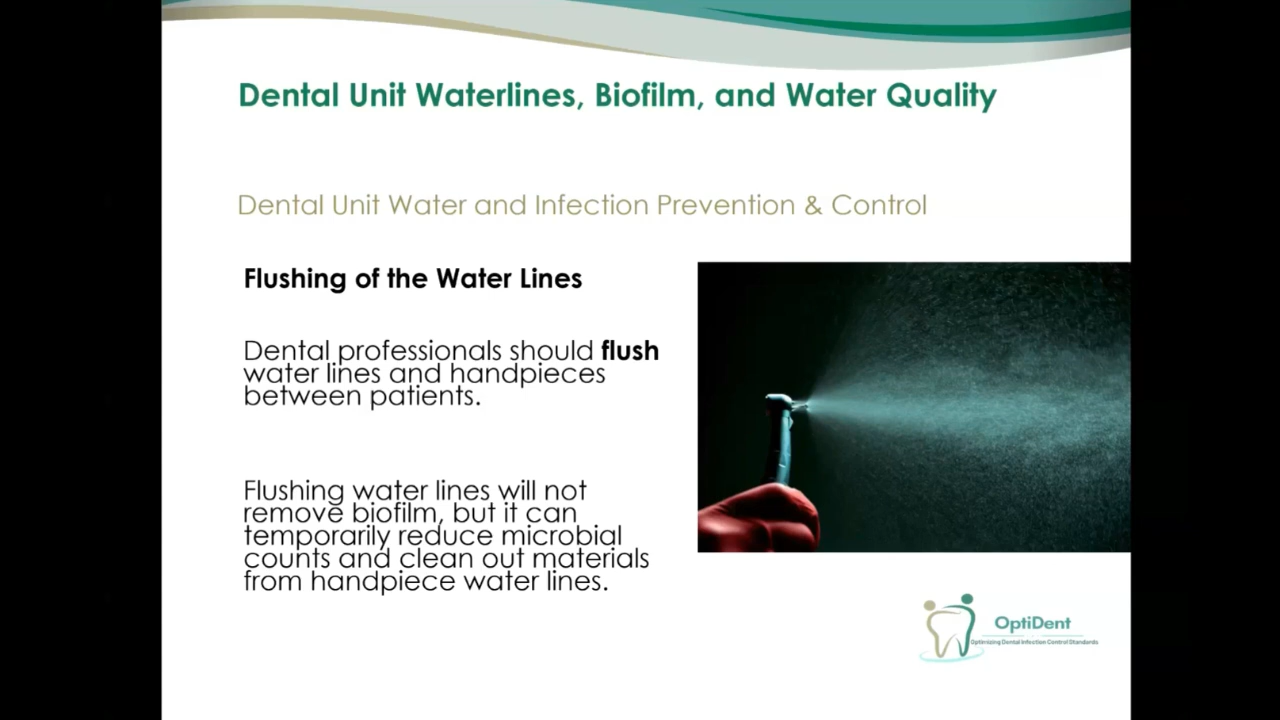 Dental Unit Waterlines, Biofilm, and Water Quality
Dental Unit Water and Infection Prevention & Control
Flushing of the Water Lines
Dental professionals should flush
water lines and handpieces
between patients.
Flushing water lines will not
remove biofilm, but it can
temporarily reduce microbial
counts and clean out materials
from handpiece water lines.
OptiDent
Optimizing Dental Infection Control Standards